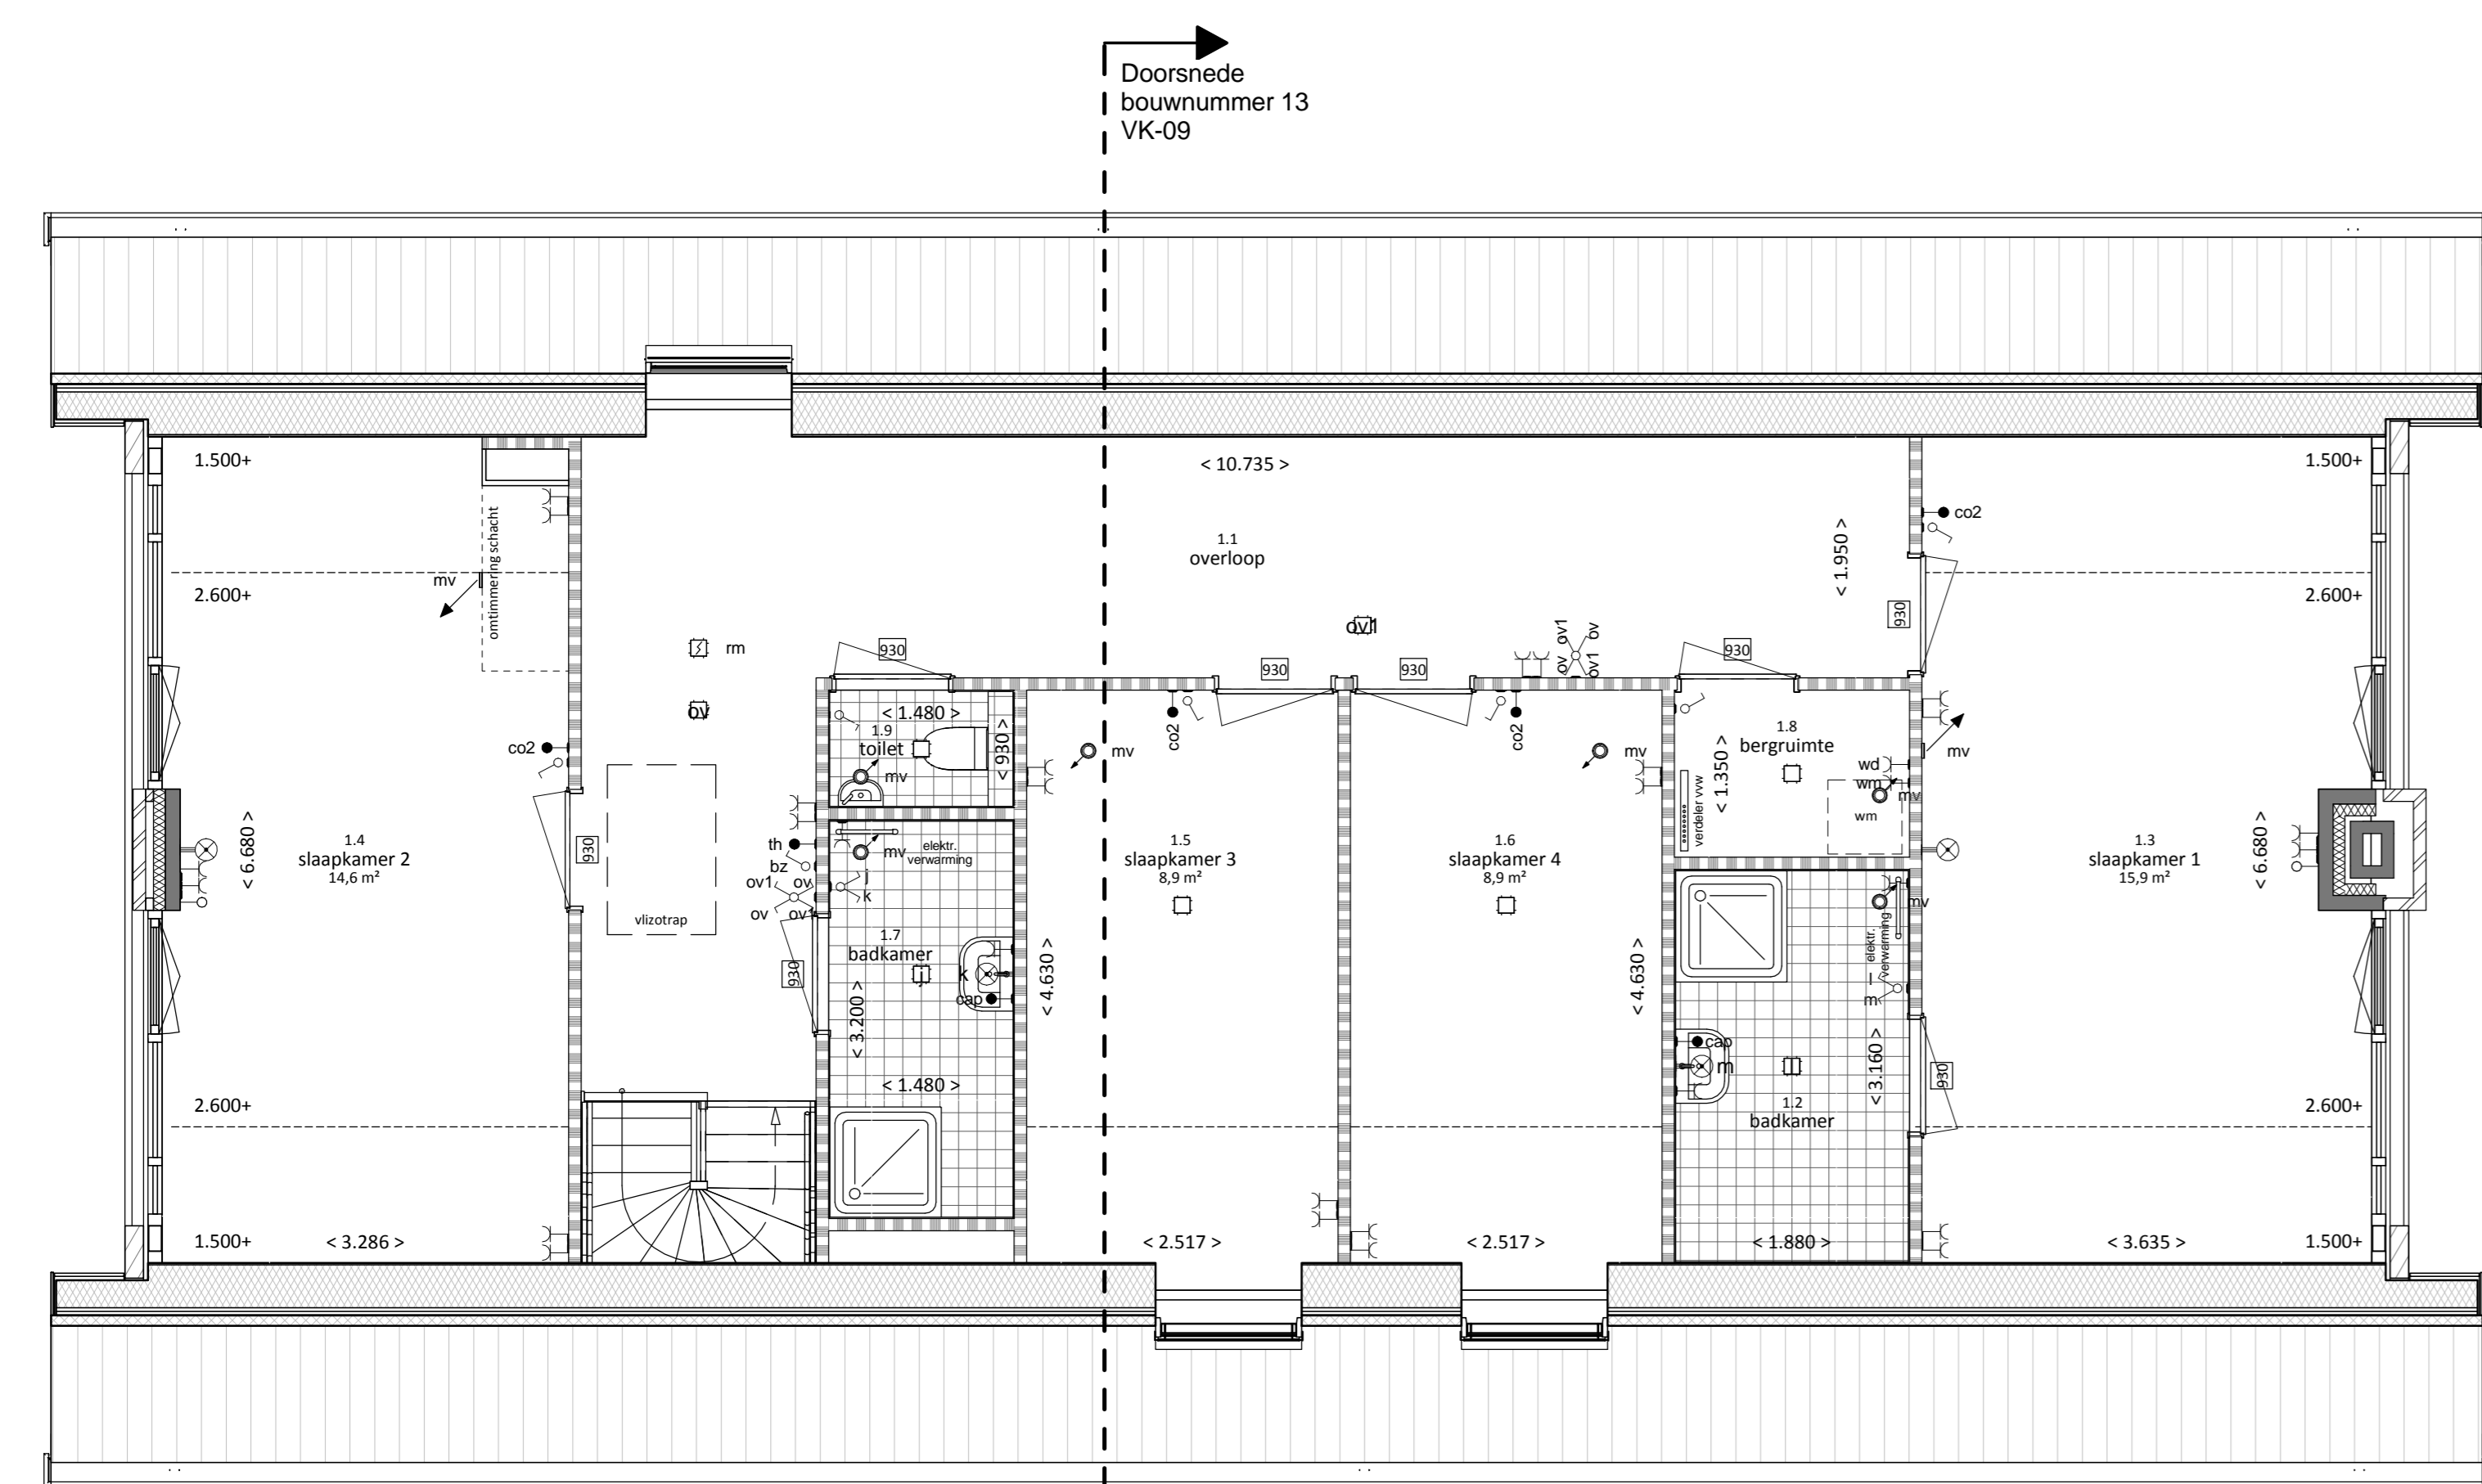 Doorsnede
bouwnummer 13
VK-09
1.500+
< 10.735 >
1.500+
omtimmering schacht
co2
1.1
overloop
< 1.950 >
mv
2.600+
2.600+
930
ov1
ov1
ov
ov
ov1
rm
930
930
930
930
ov
< 1.480 >
1.9
toilet
< 930 >
mv
co2
mv
co2
mv
1.8
bergruimte
< 1.350 >
verdeler vvw
wd
wm
mv
wm
mv
co2
< 6.680 >
1.4
slaapkamer 2
14,6 m²
930
vlizotrap
th
bz
ov1
ov
ov
ov1
mv
elektr.
verwarming
j
k
1.5
slaapkamer 3
8,9 m²
1.6
slaapkamer 4
8,9 m²
1.3
slaapkamer 1
15,9 m²
< 6.680 >
mv
elektr.
verwarming
l
m
930
1.7
badkamer
j
k
cap
< 3.200 >
< 4.630 >
< 4.630 >
cap
m
< 3.160 >
930
1.2
badkamer
< 1.480 >
2.600+
2.600+
1.500+
< 3.286 >
< 2.517 >
< 2.517 >
< 1.880 >
< 3.635 >
1.500+